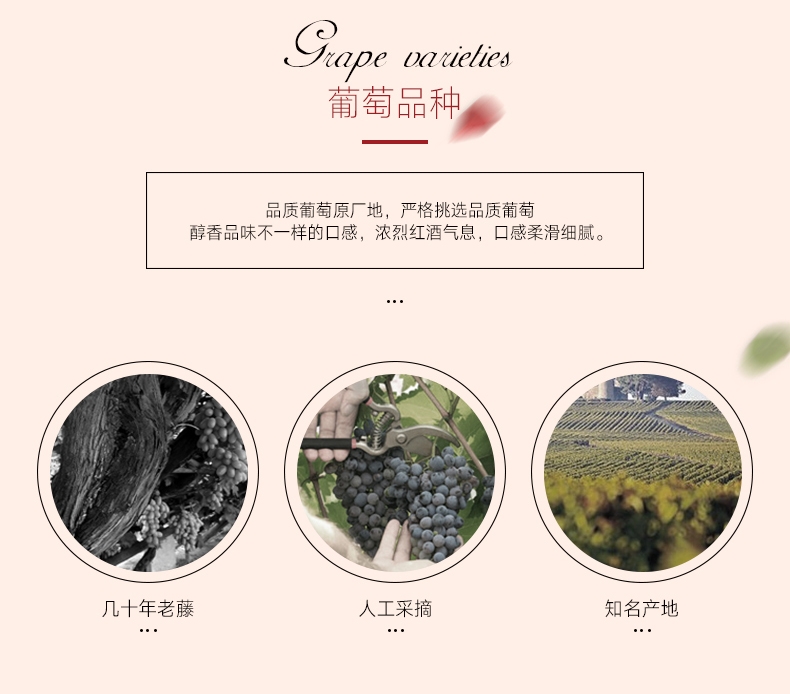 Grape varieties
葡萄品种
品质葡萄原厂地，严格挑选品质葡萄
醇香品味不一样的口感，浓烈红酒气息，口感柔滑细腻。
...
几十年老藤
人工采摘
知名产地
...
...
...